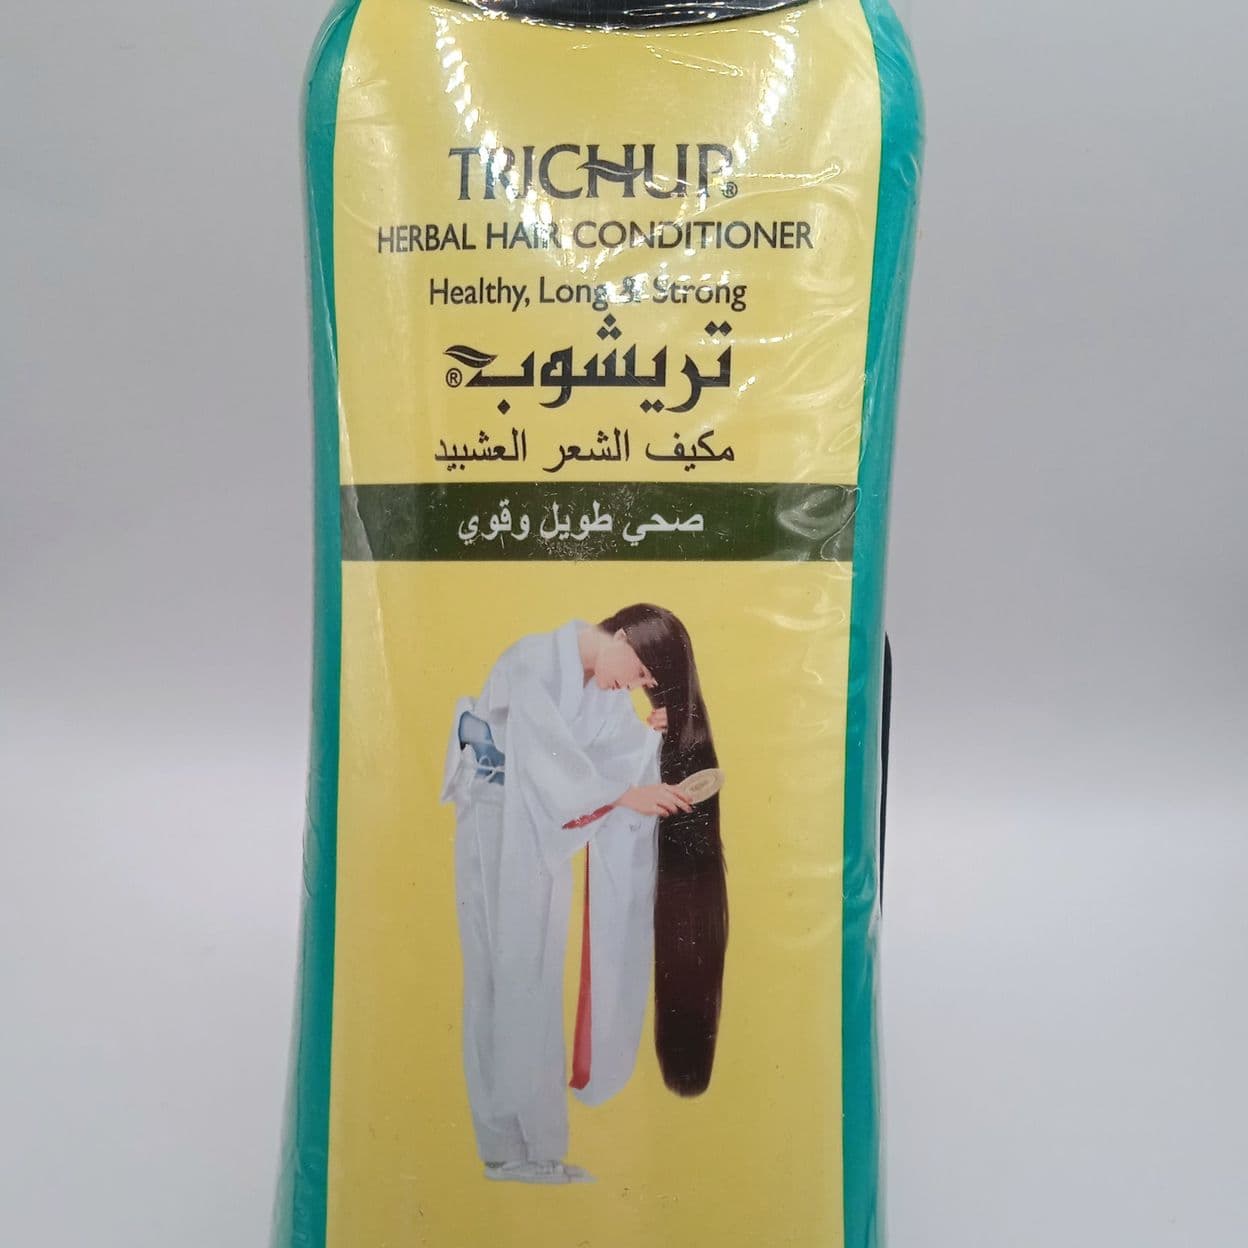 TRICHUP®
HERBAL HAIR CONDITIONER
Healthy, Long & Strong
تريشوب®
مكيف الشعر العشبيد
صحي طويل وقوي